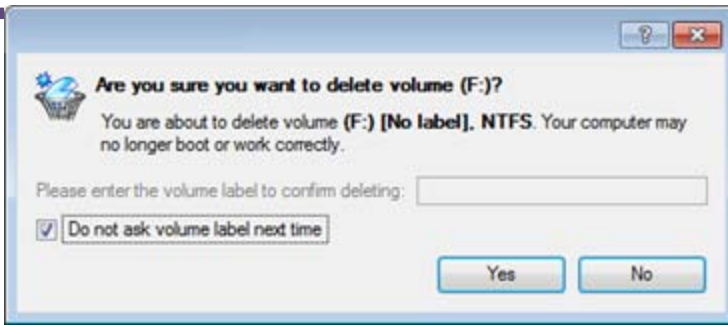 Are you sure you want to delete volume (F:)?
You are about to delete volume (F:) [No label], NTFS. Your computer may
no longer boot or work correctly.
Please enter the volume label to confirm deleting:
Do not ask volume label next time
Yes No